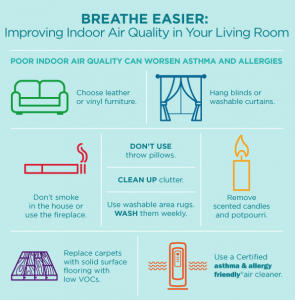 BREATHE EASIER:
Improving Indoor Air Quality in Your Living Room
POOR INDOOR AIR QUALITY CAN WORSEN ASTHMA AND ALLERGIES
Choose leather
or vinyl furniture.
Hang blinds or
washable curtains.
Don't smoke
in the house or
use the fireplace.
DON'T USE
throw pillows.
CLEAN UP clutter.
Use washable area rugs.
WASH them weekly.
Remove
scented candles
and potpourri.
Replace carpets
with solid surface
flooring with
low VOCs.
Use a Certified
asthma & allergy
friendly® air cleaner.